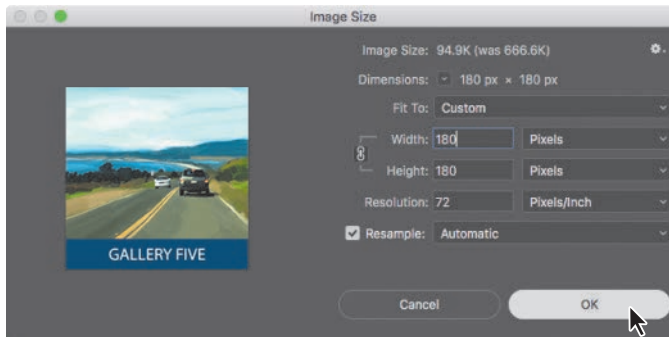 Image Size
Image Size: 94.9K (was 666.6K)
Dimensions: 180 px × 180 px
Fit To: Custom
Width: 180 Pixels
Height: 180 Pixels
Resolution: 72 Pixels/Inch
Resample: Automatic
GALLERY FIVE
Cancel OK